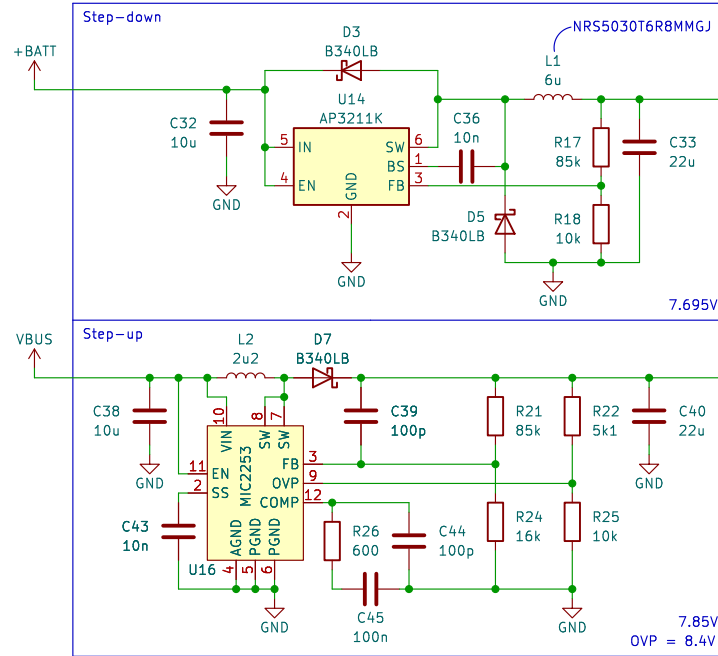 Step-down
NRS5030T6R8MMGJ
+BATT
D3
B340LB
L1
6u
U14
AP3211K
C32
10u
C36
10n
R17
85k
C33
22u
5
IN
SW
6
BS
1
4
EN
FB
3
GND
2
GND
D5
B340LB
R18
10k
GND
GND
7.695V
Step-up
VBUS
L2
2u2
D7
B340LB
C38
10u
C39
100p
R21
85k
R22
5k1
C40
22u
10
8
7
VIN
SW
SW
GND
GND
11
EN
FB
3
2
SS
OVP
9
COMP
12
MIC2253
C43
10n
R26
600
C44
100p
R24
16k
R25
10k
AGND
PGND
PGND
U16
4
5
6
C45
100n
GND
GND
7.85V
OVP = 8.4V